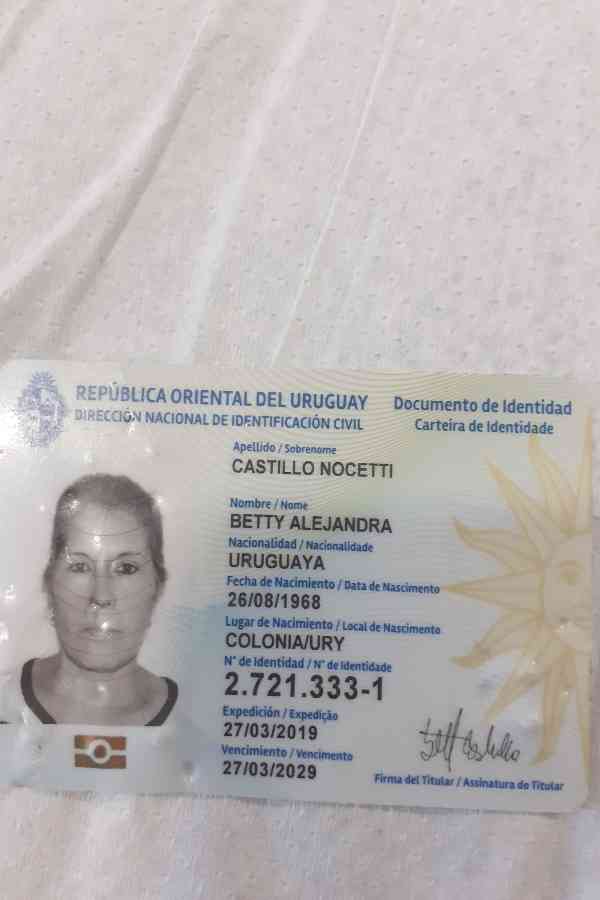 REPÚBLICA ORIENTAL DEL URUGUAY
DIRECCIÓN NACIONAL DE IDENTIFICACIÓN CIVIL
Documento de Identidad
Carteira de Identidade
Apellido / Sobrenome
CASTILLO NOCETTI
Nombre / Nome
BETTY ALEJANDRA
Nacionalidad / Nacionalidade
URUGUAYA
Fecha de Nacimiento / Data de Nascimento
26/08/1968
Lugar de Nacimiento / Local de Nascimento
COLONIA/URY
N° de Identidad / N° de Identidade
2.721.333-1
Expedición / Expedição
27/03/2019
Vencimiento / Vencimento
27/03/2029
Firma del Titular / Assinatura do Titular